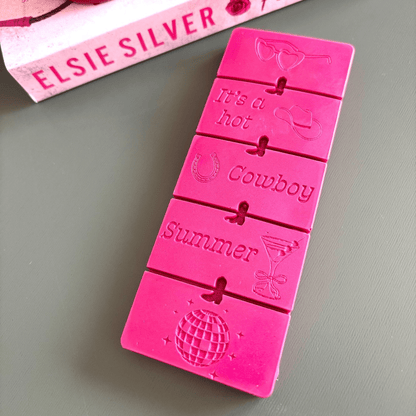 ELSIE SILVER
It's a
hot
Cowboy
Summer